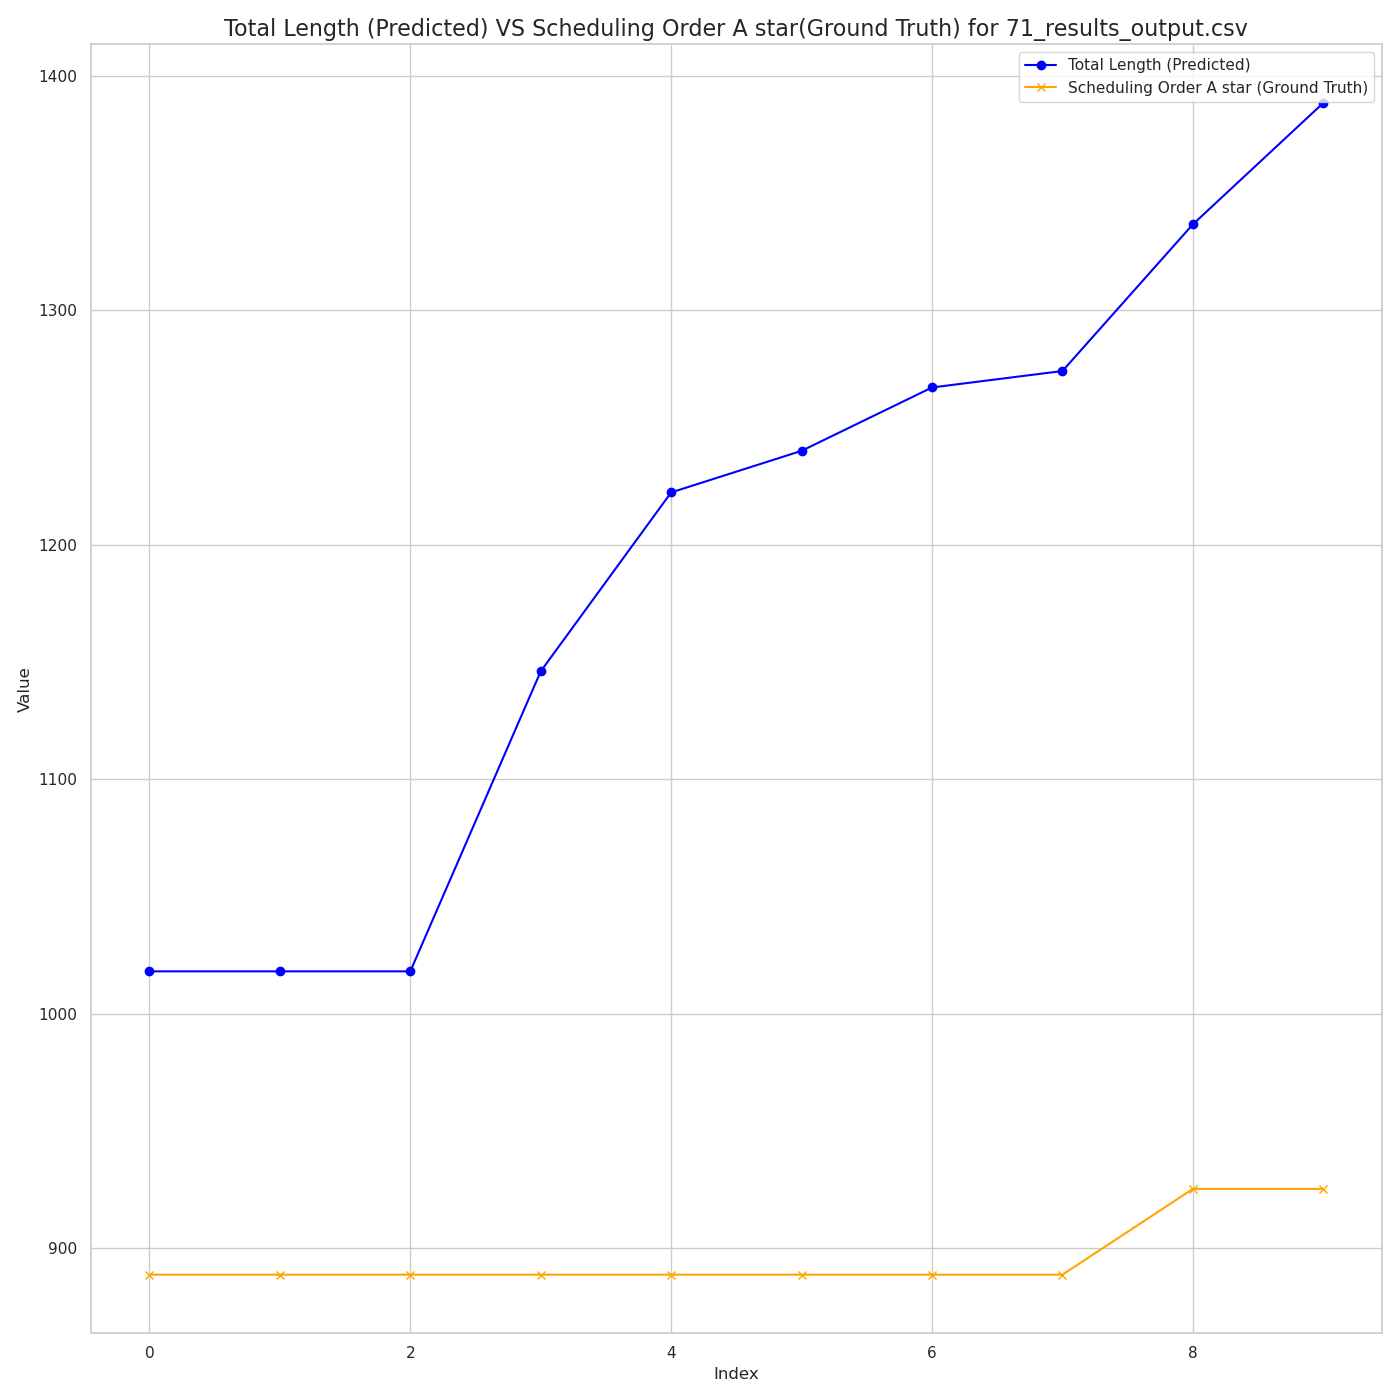 Total Length (Predicted) VS Scheduling Order A star(Ground Truth) for 71_results_output.csv
Total Length (Predicted)
Scheduling Order A star (Ground Truth)
1400
1300
1200
1100
1000
900
Value
0 2 4 6 8
Index